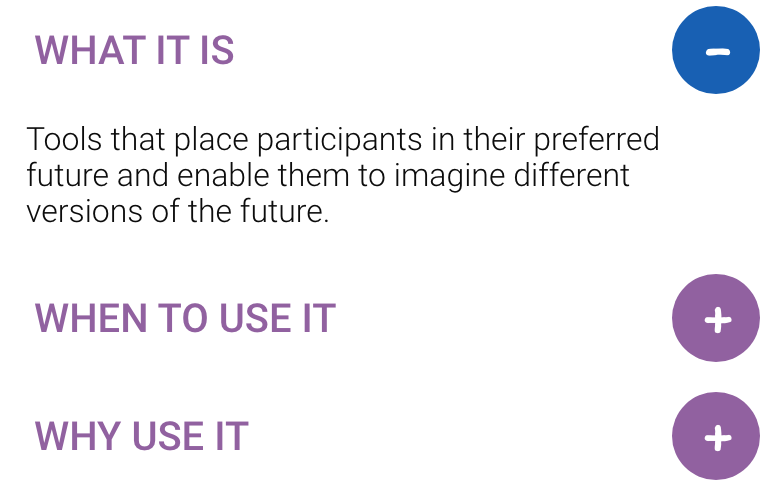 WHAT IT IS
Tools that place participants in their preferred
future and enable them to imagine different
versions of the future.
WHEN TO USE IT
WHY USE IT